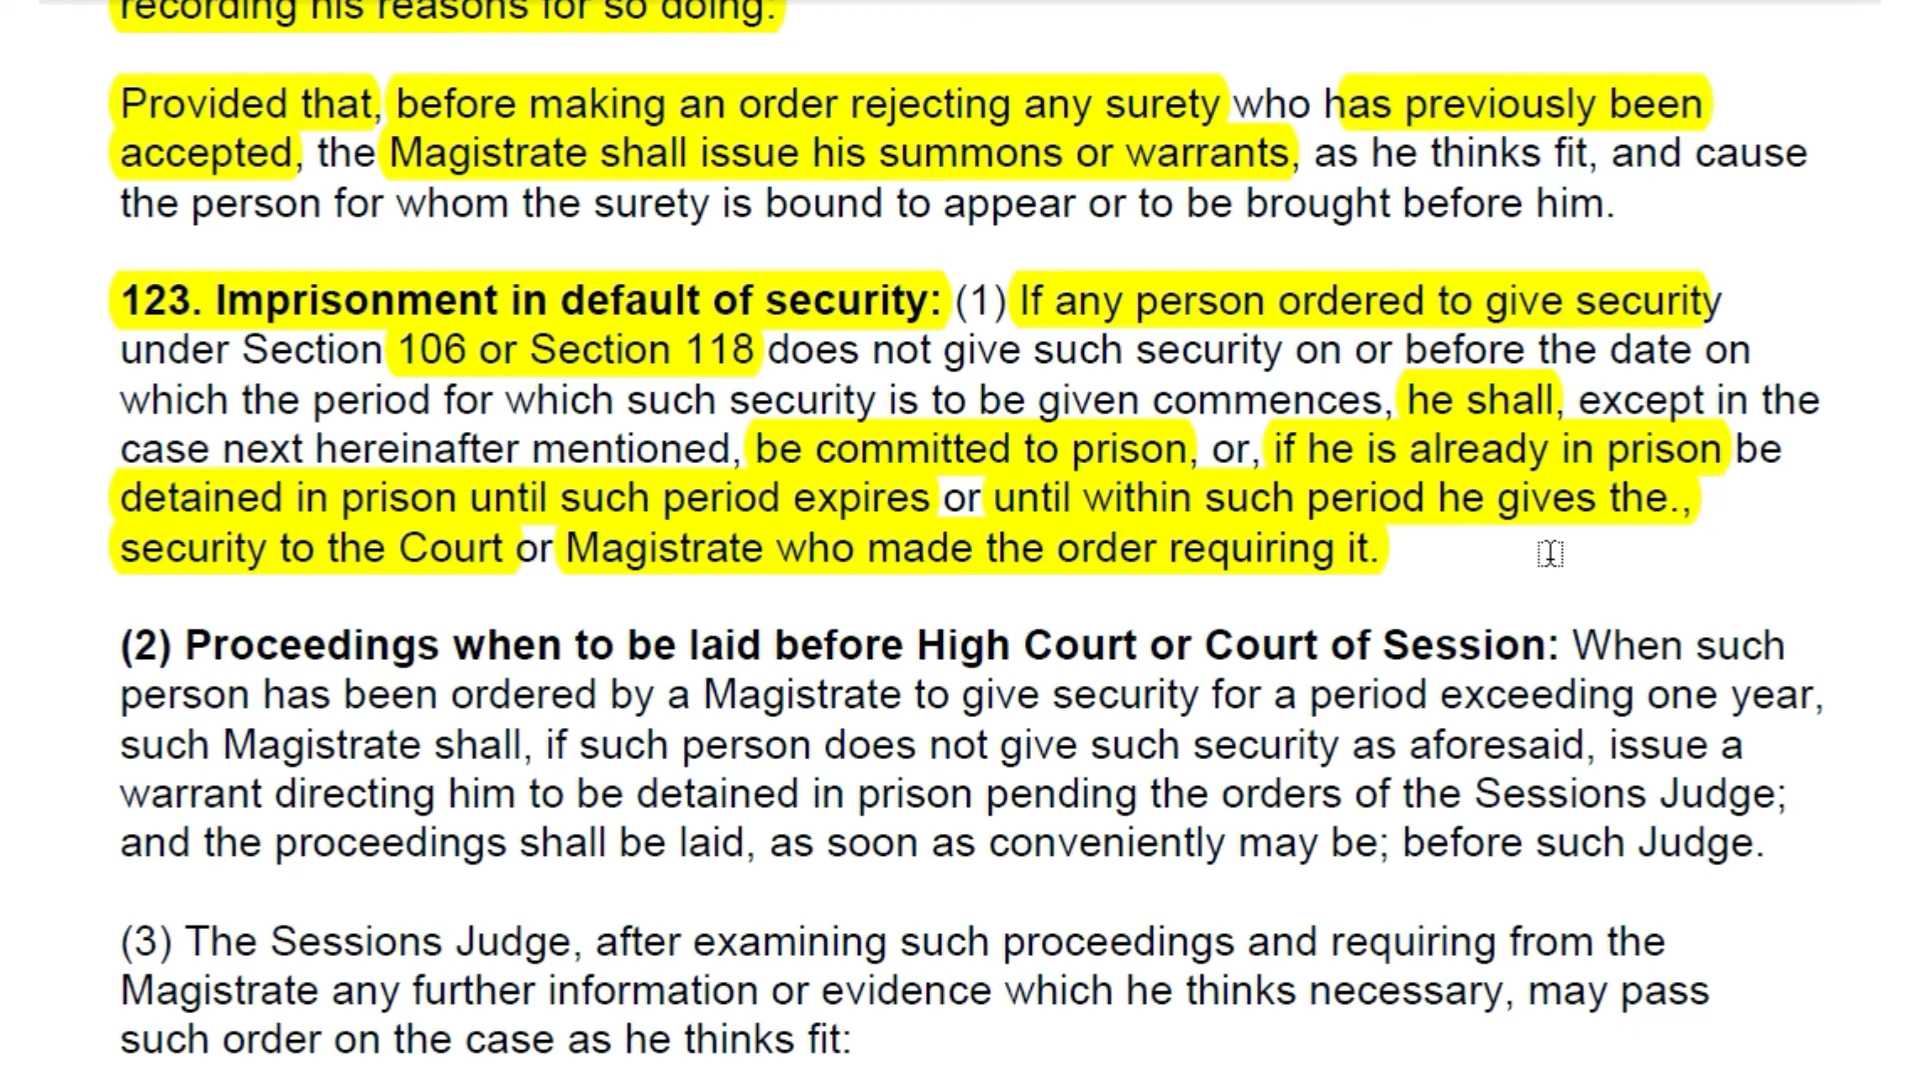 recording his reasons for so doing:
Provided that, before making an order rejecting any surety who has previously been
accepted, the Magistrate shall issue his summons or warrants, as he thinks fit, and cause
the person for whom the surety is bound to appear or to be brought before him.
123. Imprisonment in default of security: (1) If any person ordered to give security
under Section 106 or Section 118 does not give such security on or before the date on
which the period for which such security is to be given commences, he shall, except in the
case next hereinafter mentioned, be committed to prison, or, if he is already in prison be
detained in prison until such period expires or until within such period he gives the.,
security to the Court or Magistrate who made the order requiring it.
(2) Proceedings when to be laid before High Court or Court of Session: When such
person has been ordered by a Magistrate to give security for a period exceeding one year,
such Magistrate shall, if such person does not give such security as aforesaid, issue a
warrant directing him to be detained in prison pending the orders of the Sessions Judge;
and the proceedings shall be laid, as soon as conveniently may be; before such Judge.
(3) The Sessions Judge, after examining such proceedings and requiring from the
Magistrate any further information or evidence which he thinks necessary, may pass
such order on the case as he thinks fit: